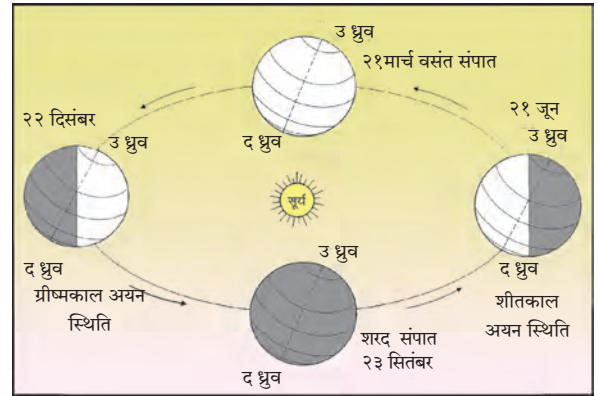 उ ध्रुव
२१मार्च वसंत संपात
द ध्रुव
२२ दिसंबर
उ ध्रुव
द ध्रुव
ग्रीष्मकाल अयन
स्थिति
सूर्य
२१ जून
उ ध्रुव
द ध्रुव
शीतकाल
अयन स्थिति
उ ध्रुव
द ध्रुव
शरद संपात
२३ सितंबर